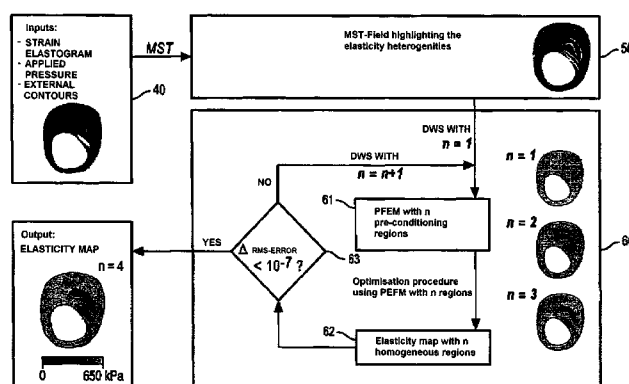 Inputs:
- STRAIN
ELASTOGRAM
- APPLIED
PRESSURE
- EXTERNAL
CONTOURS
40
MST
MST-Field highlighting the
elasticity heterogenities
DWS WITH
n = 1
DWS WITH
n = n+1
NO
61
PFEM with n
pre-conditioning
regions
n = 1
n = 2
n = 3
Δ RMS-ERROR
< 10-7 ?
63
YES
Optimisation procedure
using PEFM with n regions
62
Elasticity map with n
homogeneous regions
Output:
ELASTICITY MAP
n = 4
0 650 kPa